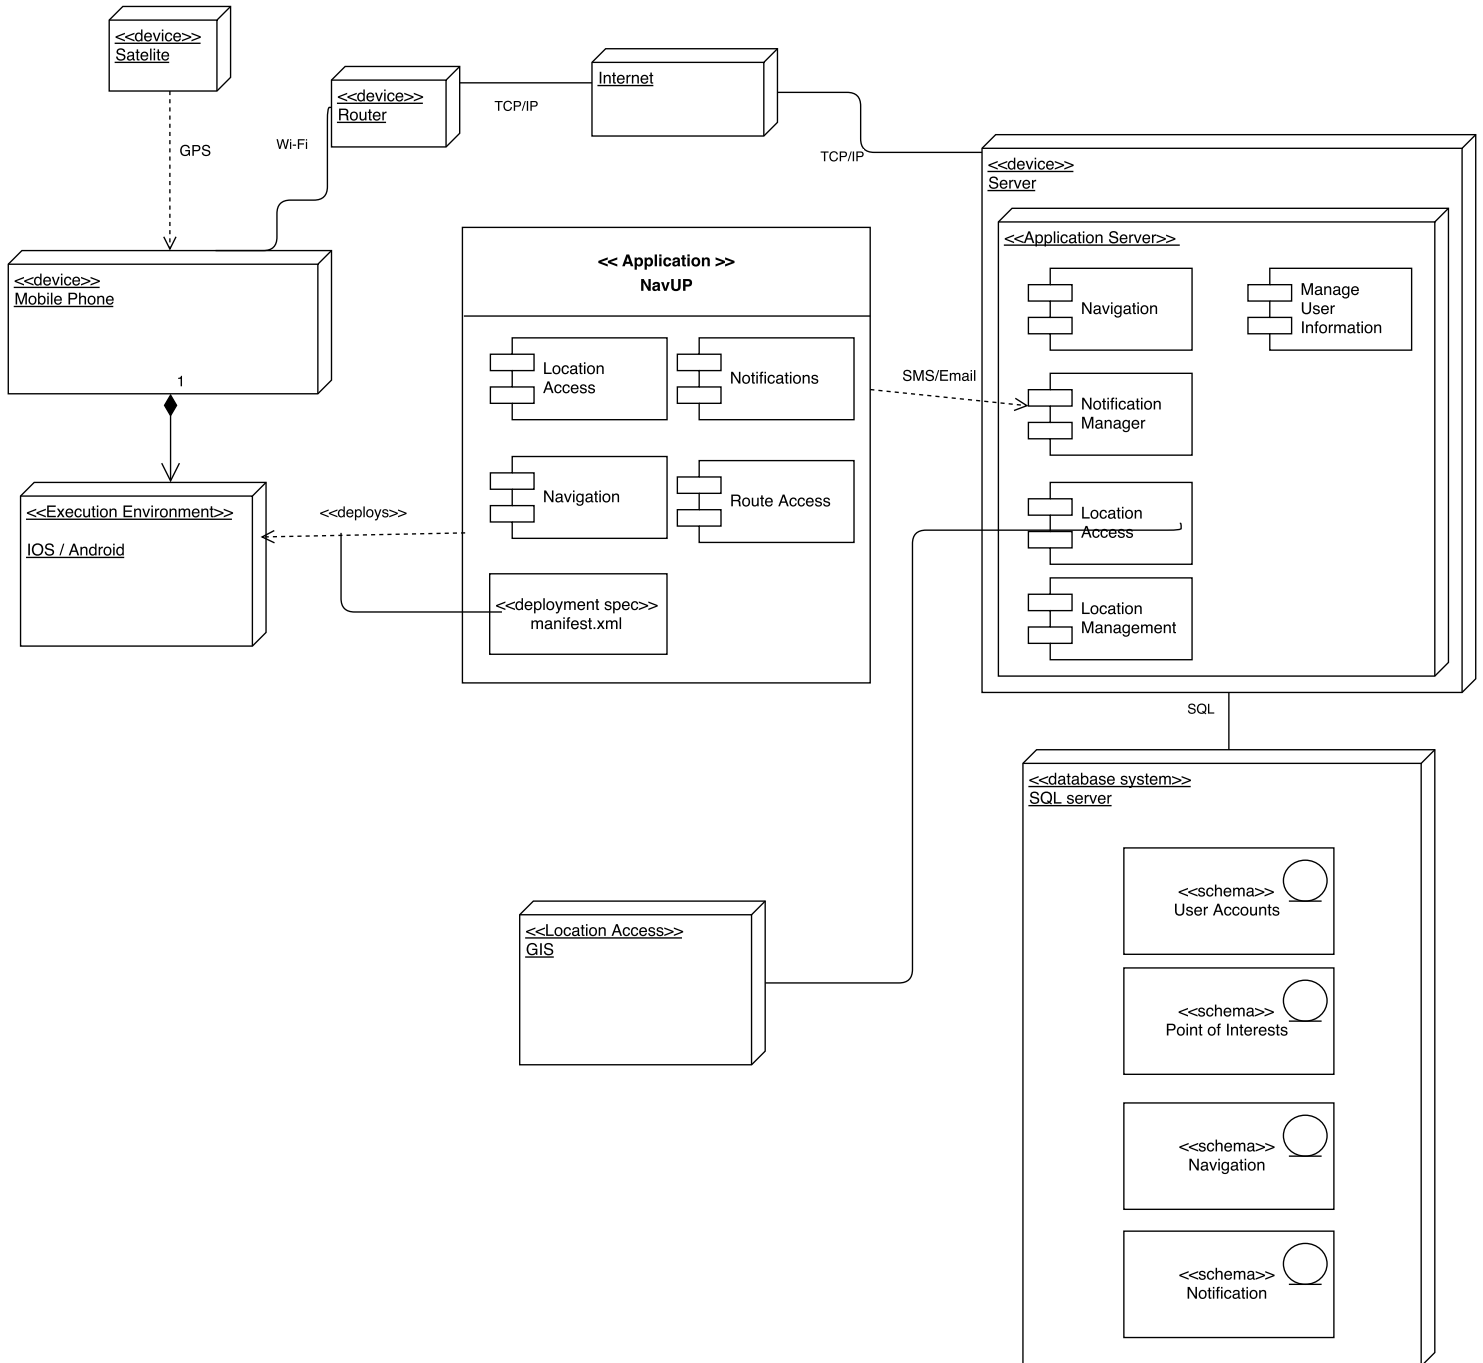 <<device>>
Satelite
GPS
Wi-Fi
<<device>>
Router
TCP/IP
Internet
TCP/IP
<<device>>
Mobile Phone
1
<<Execution Environment>>
IOS / Android
<<deploys>>
<< Application >>
NavUP
Location
Access
Notifications
Navigation
Route Access
<<deployment spec>>
manifest.xml
SMS/Email
<<device>>
Server
<<Application Server>>
Navigation
Manage
User
Information
Notification
Manager
Location
Access
Location
Management
SQL
<<database system>>
SQL server
<<schema>>
User Accounts
<<schema>>
Point of Interests
<<schema>>
Navigation
<<schema>>
Notification
<<Location Access>>
GIS